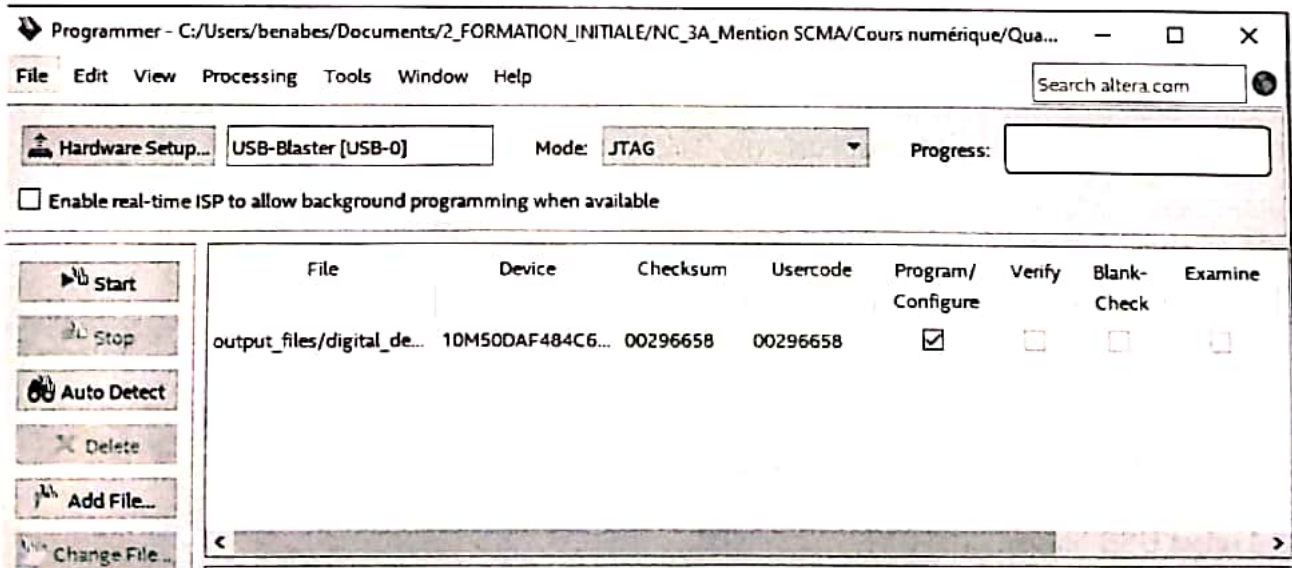 Programmer - C:/Users/benabes/Documents/2_FORMATION_INITIALE/NC_3A_Mention SCMA/Cours numérique/Qua...
File Edit View Processing Tools Window Help
Search altera.com
Hardware Setup... USB-Blaster [USB-0] Mode: JTAG Progress:
Enable real-time ISP to allow background programming when available
File Device Checksum Usercode Program/ Verify Blank- Examine
Configure Check
Start
Stop
output_files/digital_de... 10M50DAF484C6... 00296658 00296658
Auto Detect
Delete
Add File...
Change File...